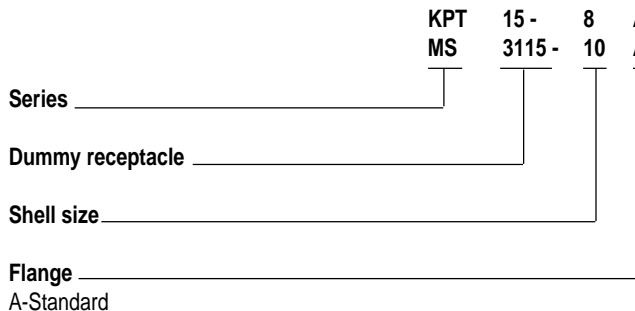 KPT 15 - 8
MS 3115 - 10
Series
Dummy receptacle
Shell size
Flange
A-Standard